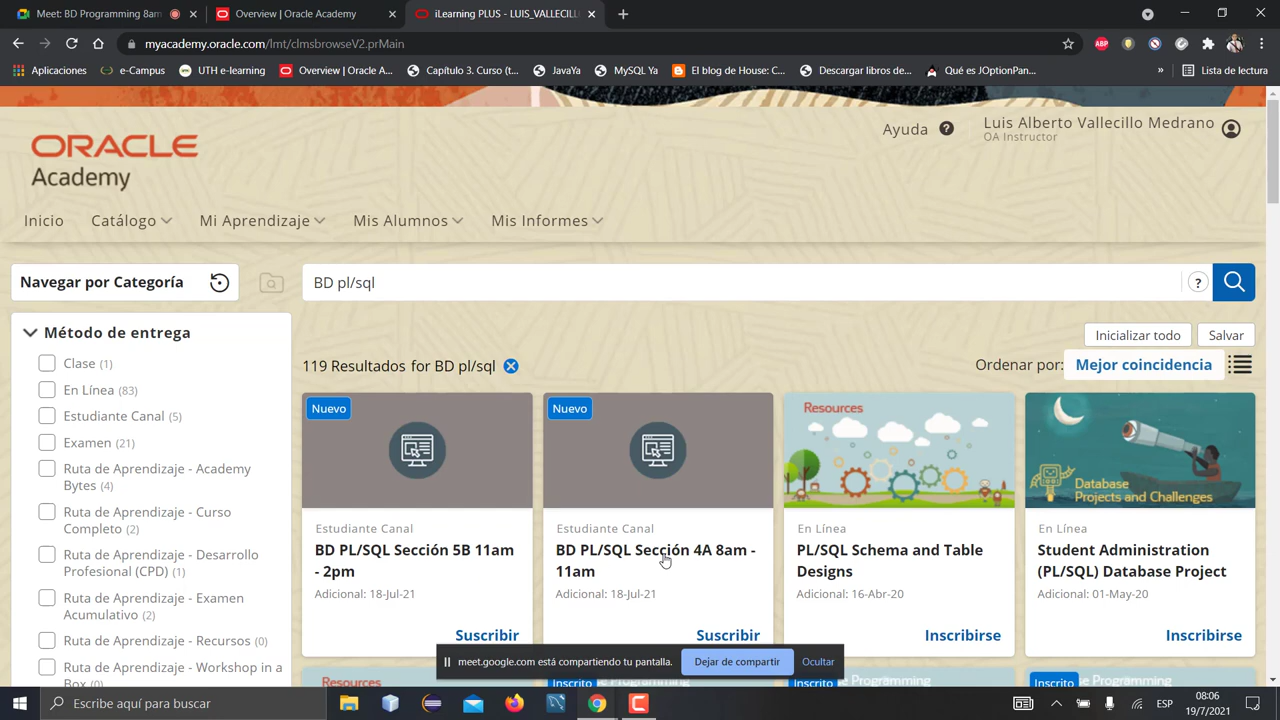 Meet: BD Programming 8am
Overview | Oracle Academy
iLearning PLUS - LUIS_VALLECILL
myacademy.oracle.com/lmt/clmsbrowseV2.prMain
ABP
Aplicaciones
e-Campus
UTH e-learning
Overview | Oracle A...
Capítulo 3. Curso (t...
JavaYa
MySQL Ya
El blog de House: C...
Descargar libros de...
Qué es JOptionPan...
»
Lista de lectura
ORACLE
Academy
Ayuda
Luis Alberto Vallecillo Medrano
OA Instructor
Inicio
Catálogo
Mi Aprendizaje
Mis Alumnos
Mis Informes
Navegar por Categoría
BD pl/sql
?
Inicializar todo
Salvar
119 Resultados for BD pl/sql
Ordenar por:
Mejor coincidencia
Método de entrega
Clase (1)
En Línea (83)
Estudiante Canal (5)
Examen (21)
Ruta de Aprendizaje - Academy
Bytes (4)
Ruta de Aprendizaje - Curso
Completo (2)
Ruta de Aprendizaje - Desarrollo
Profesional (CPD) (1)
Ruta de Aprendizaje - Examen
Acumulativo (2)
Ruta de Aprendizaje - Recursos (0)
Ruta de Aprendizaje - Workshop in a
Box (0)
Nuevo
Estudiante Canal
BD PL/SQL Sección 5B 11am
- 2pm
Adicional: 18-Jul-21
Suscribir
Nuevo
Estudiante Canal
BD PL/SQL Sección 4A 8am -
11am
Adicional: 18-Jul-21
Suscribir
Resources
En Línea
PL/SQL Schema and Table
Designs
Adicional: 16-Abr-20
Inscribirse
Database
Projects and Challenges
En Línea
Student Administration
(PL/SQL) Database Project
Adicional: 01-May-20
Inscribirse
Resources
Inscrito
Inscrito
Inscrito
meet.google.com está compartiendo tu pantalla.
Dejar de compartir
Ocultar
Escribe aquí para buscar
ESP
08:06
19/7/2021